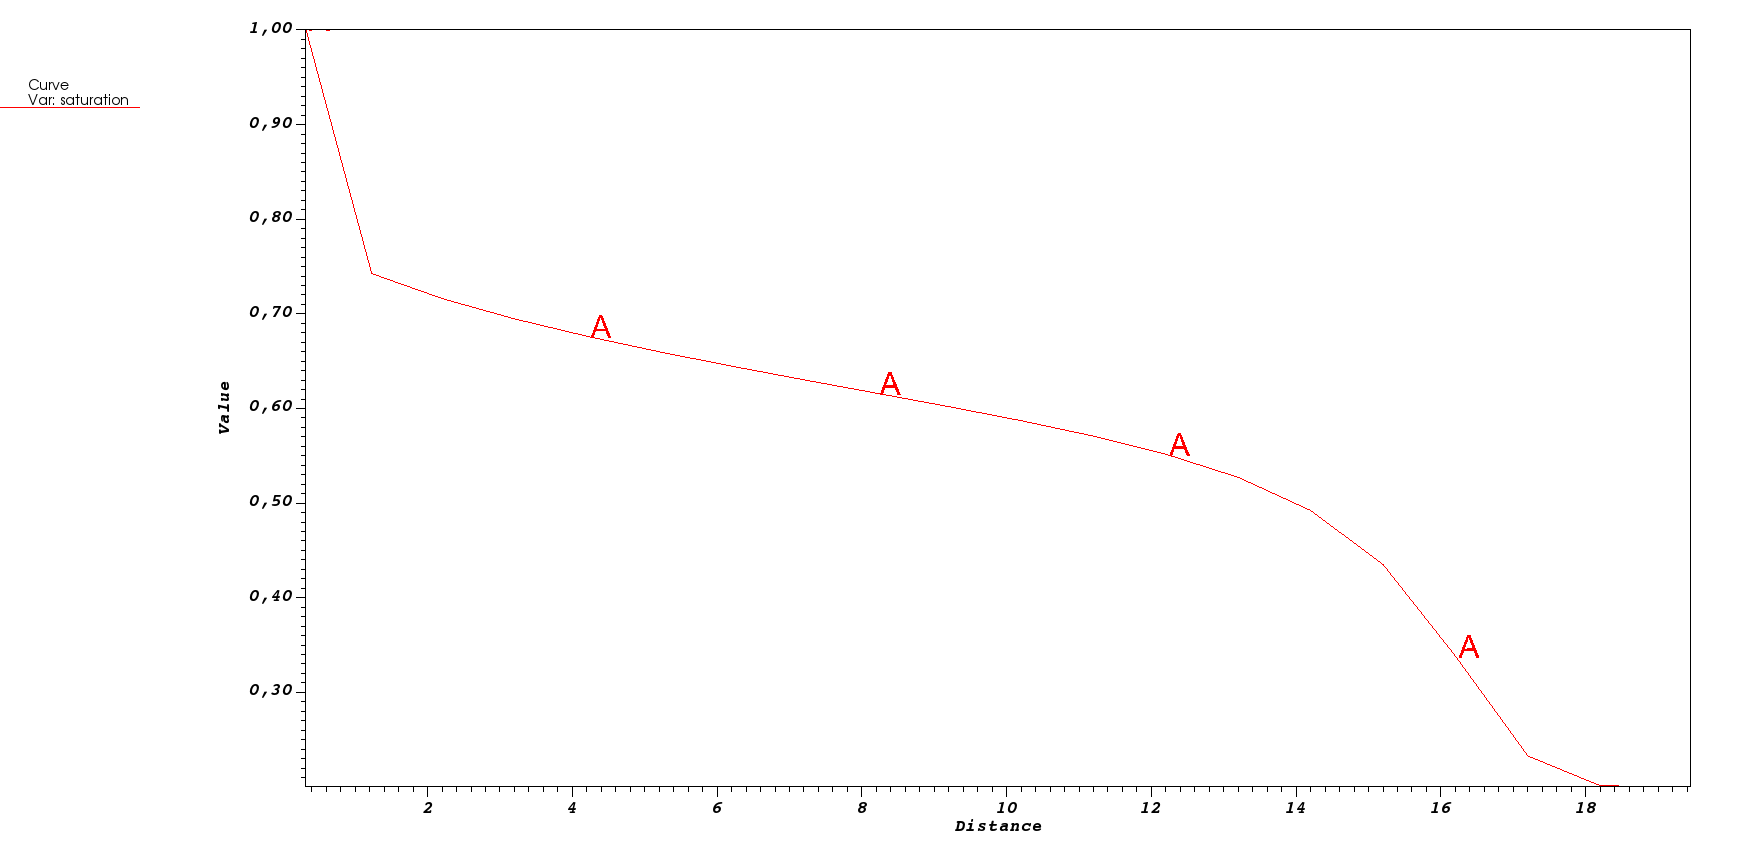 Curve
Var: saturation
1,00
0,90
0,80
0,70
0,60
0,50
0,40
0,30
Value
A
A
A
A
2 4 6 8 10 12 14 16 18
Distance